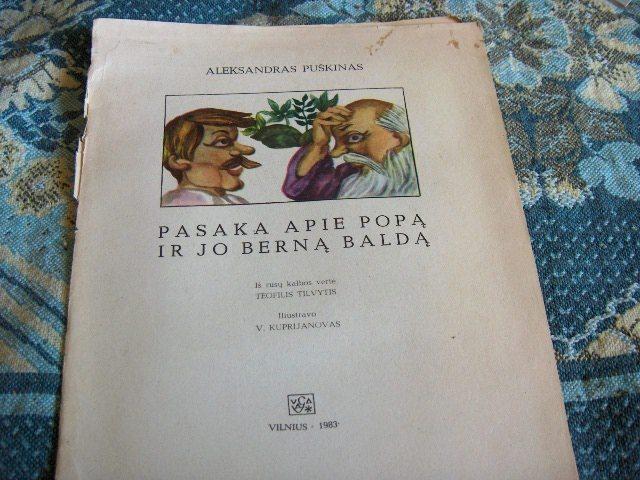 ALEKSANDRAS PUŠKINAS
PASAKA APIE POPĄ
IR JO BERNĄ BALDĄ
Iš rusų kalbos vertė
TEOFILIS TILVYTIS
Iliustravo
V. KUPRIJANOVAS
VILNIUS - 1983